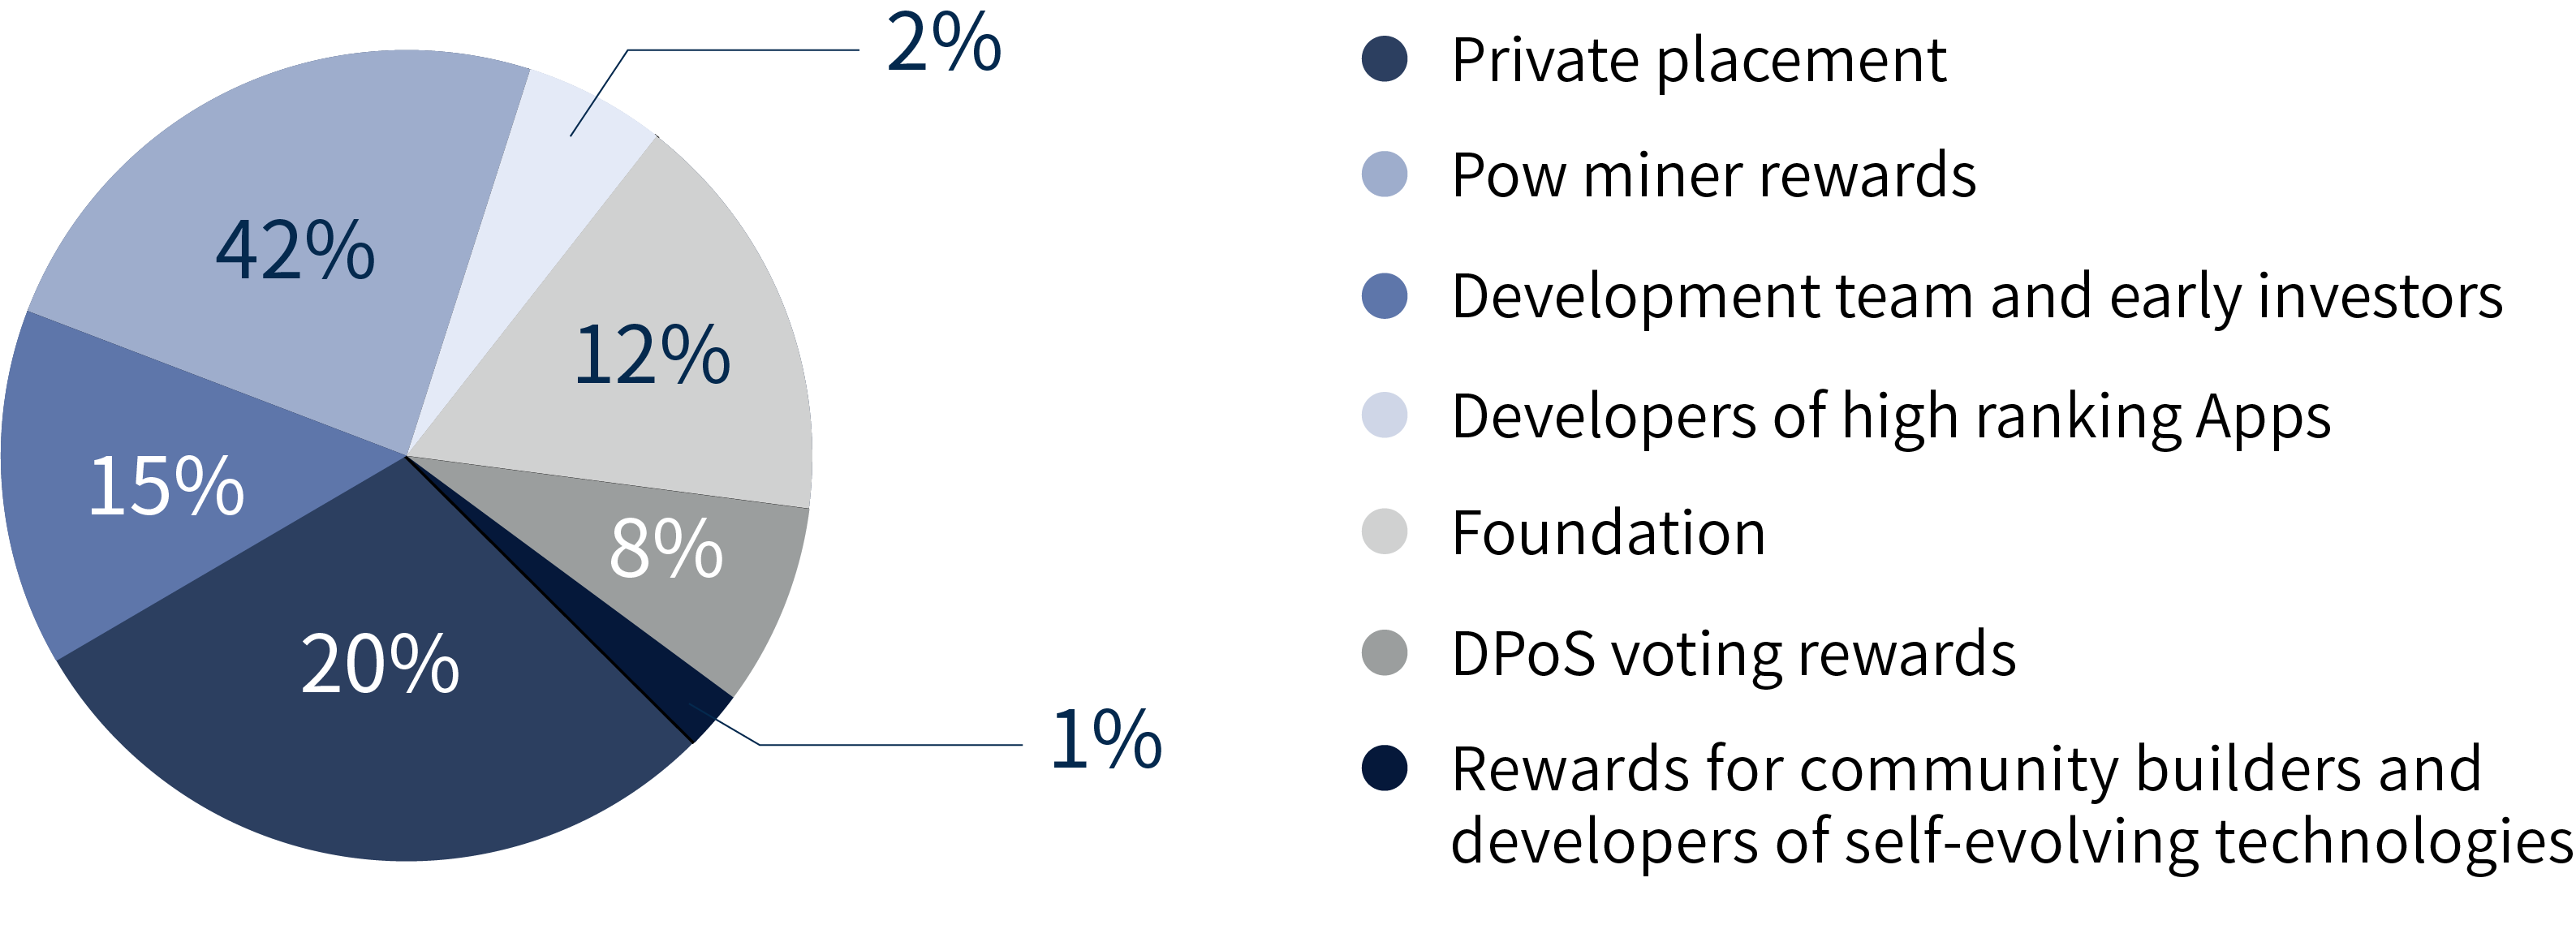 2%
42%
12%
15%
8%
20%
1%
Private placement
Pow miner rewards
Development team and early investors
Developers of high ranking Apps
Foundation
DPoS voting rewards
Rewards for community builders and
developers of self-evolving technologies